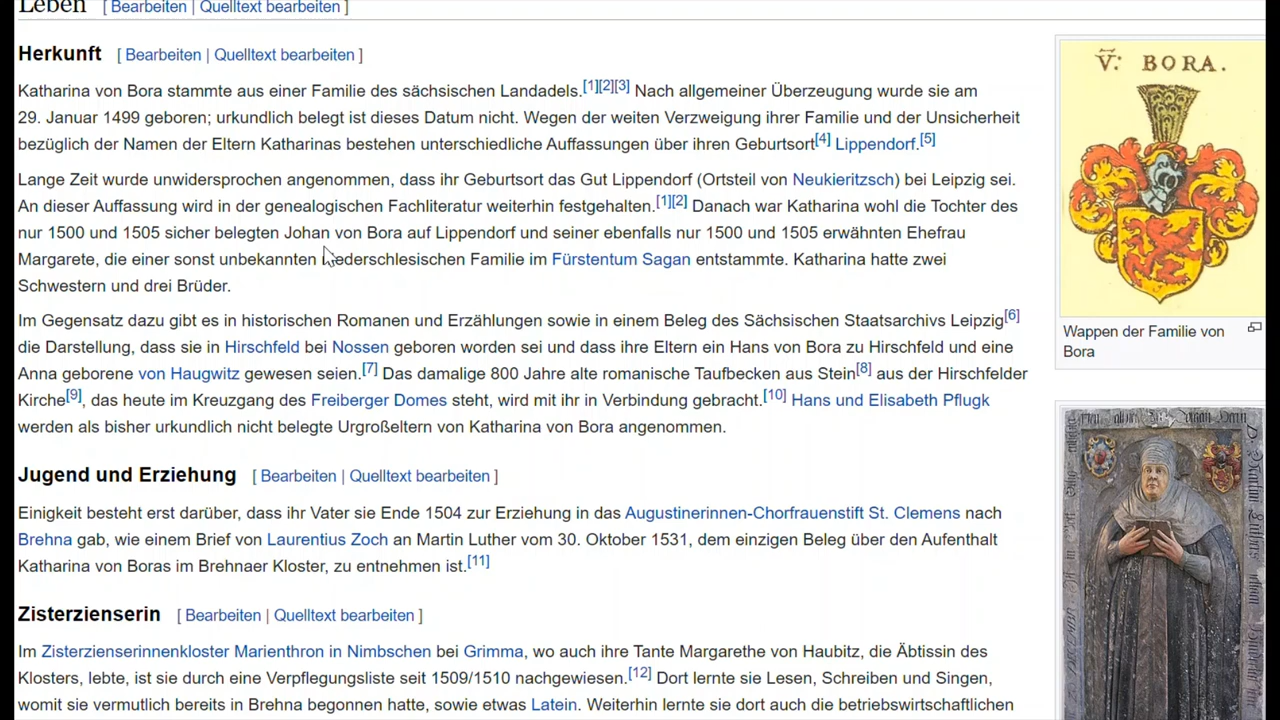 Leben [ Bearbeiten | Quelltext bearbeiten ]
Herkunft [ Bearbeiten | Quelltext bearbeiten ]
Katharina von Bora stammte aus einer Familie des sächsischen Landadels.[1][2][3] Nach allgemeiner Überzeugung wurde sie am
29. Januar 1499 geboren; urkundlich belegt ist dieses Datum nicht. Wegen der weiten Verzweigung ihrer Familie und der Unsicherheit
bezüglich der Namen der Eltern Katharinas bestehen unterschiedliche Auffassungen über ihren Geburtsort[4] Lippendorf.[5]
Lange Zeit wurde unwidersprochen angenommen, dass ihr Geburtsort das Gut Lippendorf (Ortsteil von Neukieritzsch) bei Leipzig sei.
An dieser Auffassung wird in der genealogischen Fachliteratur weiterhin festgehalten.[1][2] Danach war Katharina wohl die Tochter des
nur 1500 und 1505 sicher belegten Johan von Bora auf Lippendorf und seiner ebenfalls nur 1500 und 1505 erwähnten Ehefrau
Margarete, die einer sonst unbekannten niederschlesischen Familie im Fürstentum Sagan entstammte. Katharina hatte zwei
Schwestern und drei Brüder.
Im Gegensatz dazu gibt es in historischen Romanen und Erzählungen sowie in einem Beleg des Sächsischen Staatsarchivs Leipzig[6]
die Darstellung, dass sie in Hirschfeld bei Nossen geboren worden sei und dass ihre Eltern ein Hans von Bora zu Hirschfeld und eine
Anna geborene von Haugwitz gewesen seien.[7] Das damalige 800 Jahre alte romanische Taufbecken aus Stein[8] aus der Hirschfelder
Kirche[9], das heute im Kreuzgang des Freiberger Domes steht, wird mit ihr in Verbindung gebracht.[10] Hans und Elisabeth Pflugk
werden als bisher urkundlich nicht belegte Urgroßeltern von Katharina von Bora angenommen.
Jugend und Erziehung [ Bearbeiten | Quelltext bearbeiten ]
Einigkeit besteht erst darüber, dass ihr Vater sie Ende 1504 zur Erziehung in das Augustinerinnen-Chorfrauenstift St. Clemens nach
Brehna gab, wie einem Brief von Laurentius Zoch an Martin Luther vom 30. Oktober 1531, dem einzigen Beleg über den Aufenthalt
Katharina von Boras im Brehnaer Kloster, zu entnehmen ist.[11]
Zisterzienserin [ Bearbeiten | Quelltext bearbeiten ]
Im Zisterzienserinnenkloster Marienthron in Nimbschen bei Grimma, wo auch ihre Tante Margarethe von Haubitz, die Äbtissin des
Klosters, lebte, ist sie durch eine Verpflegungsliste seit 1509/1510 nachgewiesen.[12] Dort lernte sie Lesen, Schreiben und Singen,
womit sie vermutlich bereits in Brehna begonnen hatte, sowie etwas Latein. Weiterhin lernte sie dort auch die betriebswirtschaftlichen
V: BORA.
Wappen der Familie von
Bora